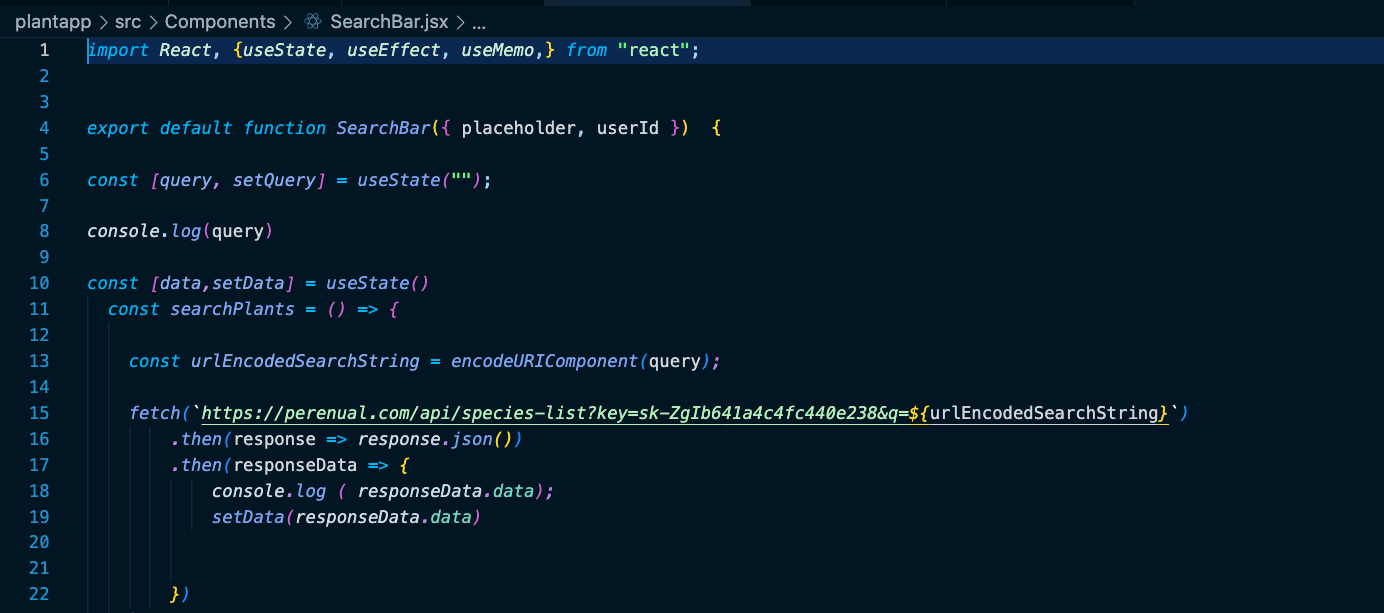 plantapp > src > Components > SearchBar.jsx > ...
1 import React, {useState, useEffect, useMemo,} from "react";
2
3
4 export default function SearchBar({ placeholder, userId }) {
5
6 const [query, setQuery] = useState("");
7
8 console.log(query)
9
10 const [data,setData] = useState()
11 const searchPlants = () => {
12
13 const urlEncodedSearchString = encodeURIComponent(query);
14
15 fetch(`https://perenual.com/api/species-list?key=sk-ZgIb641a4c4fc440e238&q=${urlEncodedSearchString}`)
16 .then(response => response.json())
17 .then(responseData => {
18 console.log ( responseData.data);
19 setData(responseData.data)
20
21
22 })